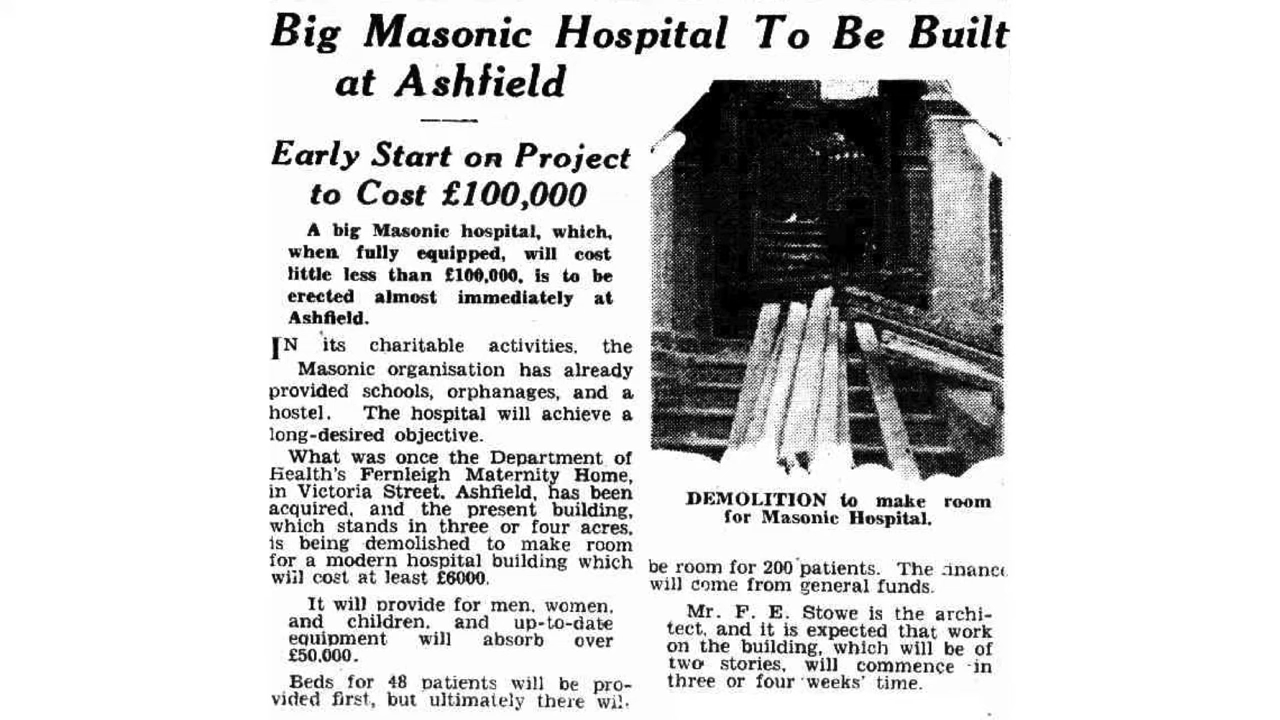 Big Masonic Hospital To Be Built
at Ashfield
Early Start on Project
to Cost £100,000
A big Masonic hospital, which,
when fully equipped, will cost
little less than £100,000, is to be
erected almost immediately at
Ashfield.
IN its charitable activities, the
Masonic organisation has already
provided schools, orphanages, and a
hostel. The hospital will achieve a
long-desired objective.
What was once the Department of
Health's Fernleigh Maternity Home,
in Victoria Street, Ashfield, has been
acquired, and the present building,
which stands in three or four acres,
is being demolished to make room
for a modern hospital building which
will cost at least £6000.
It will provide for men, women,
and children, and up-to-date
equipment will absorb over
£50,000.
Beds for 48 patients will be pro-
vided first, but ultimately there will
DEMOLITION to make room
for Masonic Hospital.
be room for 200 patients. The finance
will come from general funds.
Mr. F. E. Stowe is the archi-
tect, and it is expected that work
on the building, which will be of
two stories, will commence in
three or four weeks' time.